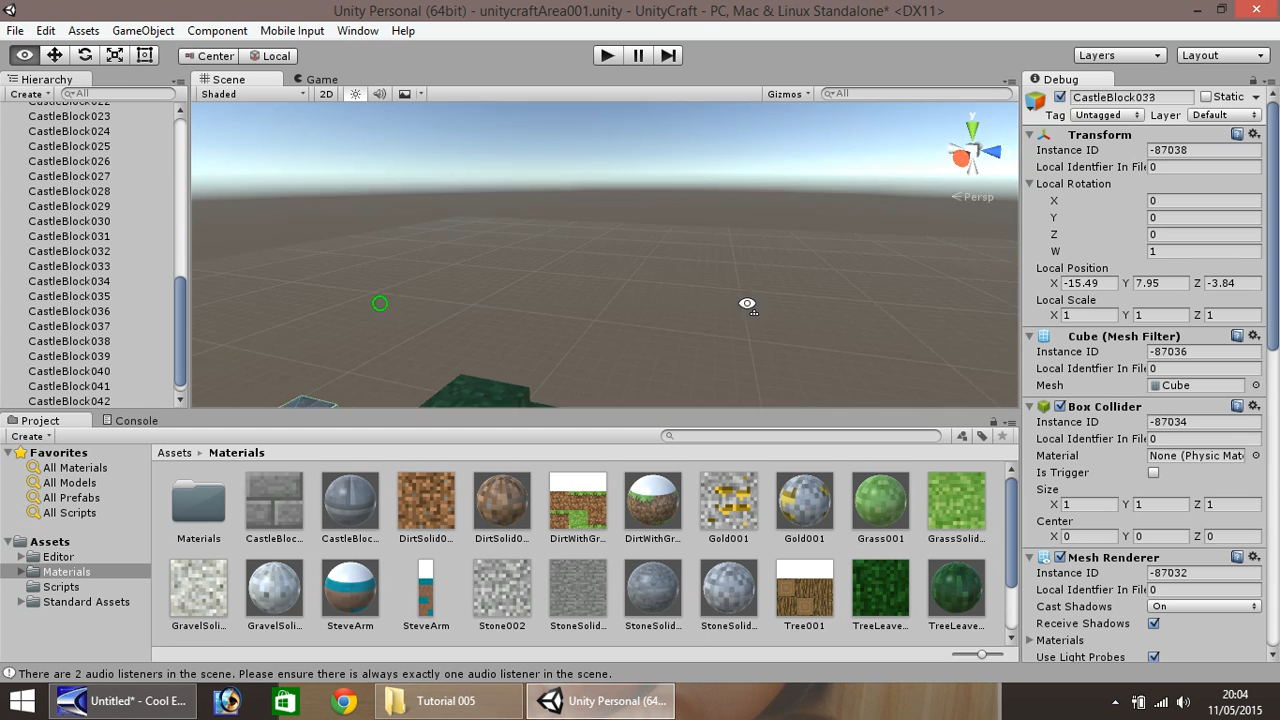 Unity Personal (64bit) - unitycraftArea001.unity - UnityCraft - PC, Mac & Linux Standalone* <DX11>
File Edit Assets GameObject Component Mobile Input Window Help
Center Local Layers Layout
Hierarchy Scene Game Debug
Create All Shaded 2D Gizmos All CastleBlock033 Static
CastleBlock022
CastleBlock023
CastleBlock024
CastleBlock025
CastleBlock026
CastleBlock027
CastleBlock028
CastleBlock029
CastleBlock030
CastleBlock031
CastleBlock032
CastleBlock033
CastleBlock034
CastleBlock035
CastleBlock036
CastleBlock037
CastleBlock038
CastleBlock039
CastleBlock040
CastleBlock041
CastleBlock042
y
Persp
Tag Untagged Layer Default
Transform
Instance ID -87038
Local Identfier In File 0
Local Rotation
X 0
Y 0
Z 0
W 1
Local Position
X -15.49 Y 7.95 Z -3.84
Local Scale
X 1 Y 1 Z 1
Cube (Mesh Filter)
Instance ID -87036
Local Identfier In File 0
Mesh Cube
Box Collider
Instance ID -87034
Local Identfier In File 0
Material None (Physic Mate
Is Trigger
Size
X 1 Y 1 Z 1
Center
X 0 Y 0 Z 0
Mesh Renderer
Instance ID -87032
Local Identfier In File 0
Cast Shadows On
Receive Shadows
Materials
Use Light Probes
Project Console
Create
Favorites
All Materials
All Models
All Prefabs
All Scripts
Assets
Editor
Materials
Scripts
Standard Assets
Assets Materials
Materials CastleBloc... CastleBloc... DirtSolid0... DirtSolid0... DirtWithGr... DirtWithGr... Gold001 Gold001 Grass001 GrassSolid...
GravelSoli... GravelSoli... SteveArm SteveArm Stone002 StoneSolid... StoneSolid... StoneSolid... Tree001 TreeLeave... TreeLeave...
There are 2 audio listeners in the scene. Please ensure there is always exactly one audio listener in the scene.
Untitled* - Cool E... Tutorial 005 Unity Personal (64...
20:04
11/05/2015